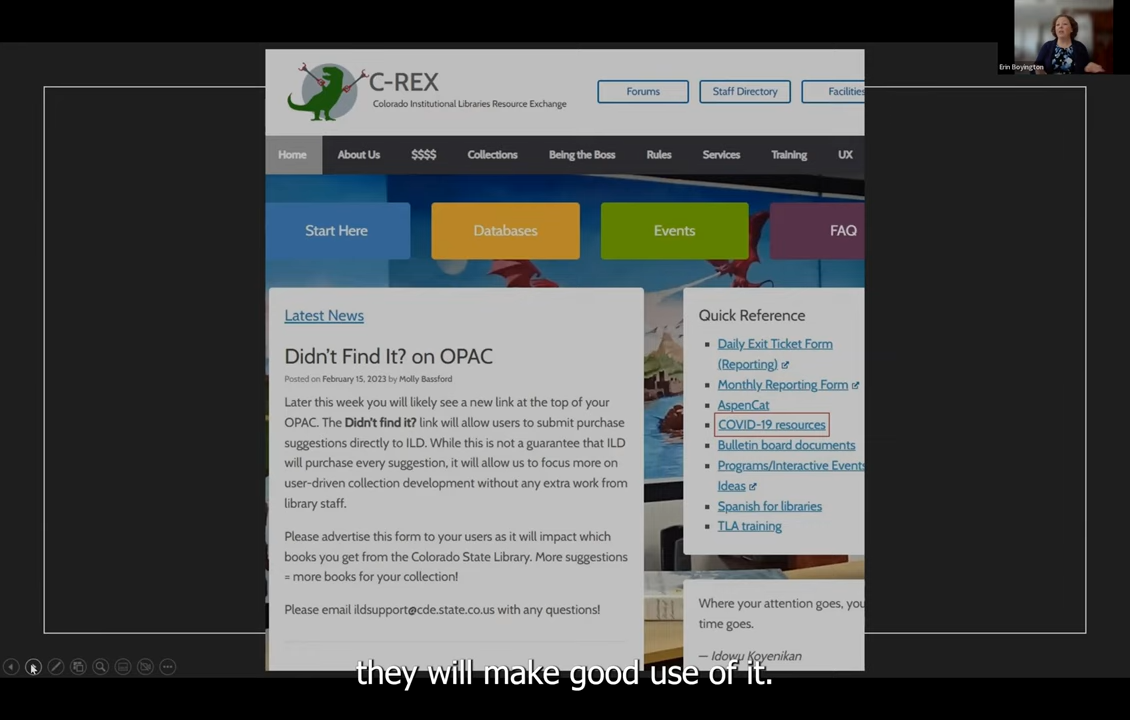 Erin Boyington
C-REX
Colorado Institutional Libraries Resource Exchange
Forums
Staff Directory
Facilities
Home
About Us
$$$$
Collections
Being the Boss
Rules
Services
Training
UX
Start Here
Databases
Events
FAQ
Latest News
Didn't Find It? on OPAC
Posted on February 15, 2023 by Molly Bassford
Later this week you will likely see a new link at the top of your
OPAC. The Didn't find it? link will allow users to submit purchase
suggestions directly to ILD. While this is not a guarantee that ILD
will purchase every suggestion, it will allow us to focus more on
user-driven collection development without any extra work from
library staff.
Please advertise this form to your users as it will impact which
books you get from the Colorado State Library. More suggestions
= more books for your collection!
Please email ildsupport@cde.state.co.us with any questions!
Quick Reference
Daily Exit Ticket Form
(Reporting)
Monthly Reporting Form
AspenCat
COVID-19 resources
Bulletin board documents
Programs/Interactive Events
Ideas
Spanish for libraries
TLA training
Where your attention goes, you
time goes.
— Idowu Koyenikan
they will make good use of it.